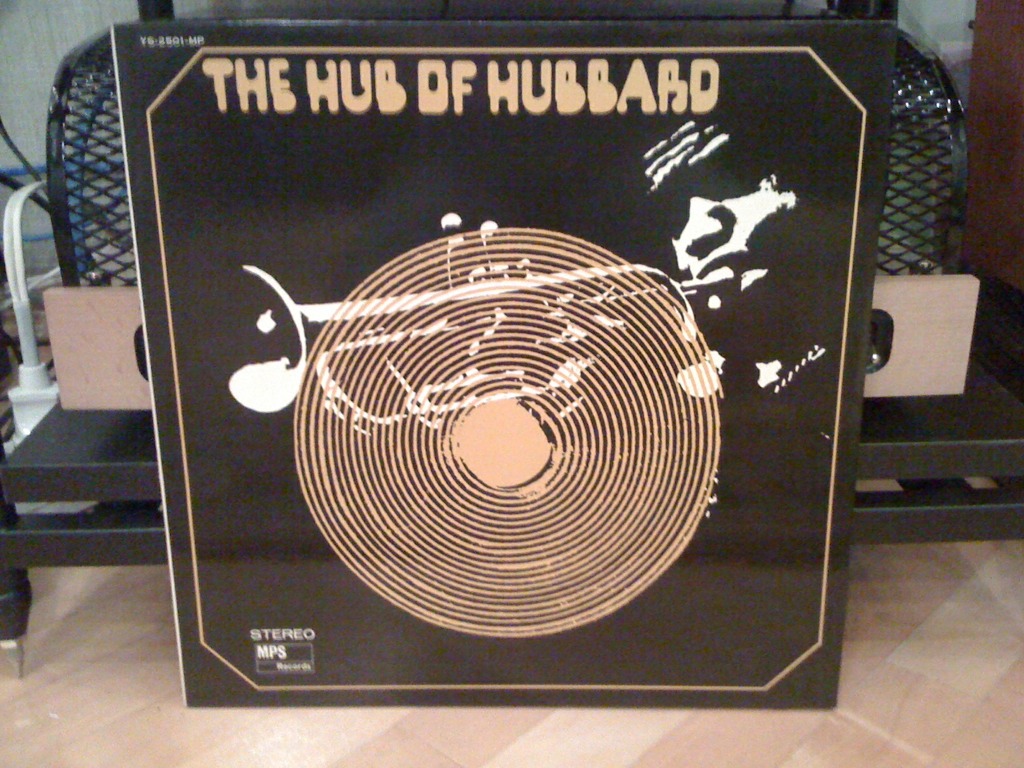 YS-2501-MP
THE HUB OF HUBBARD
STEREO
MPS
Records